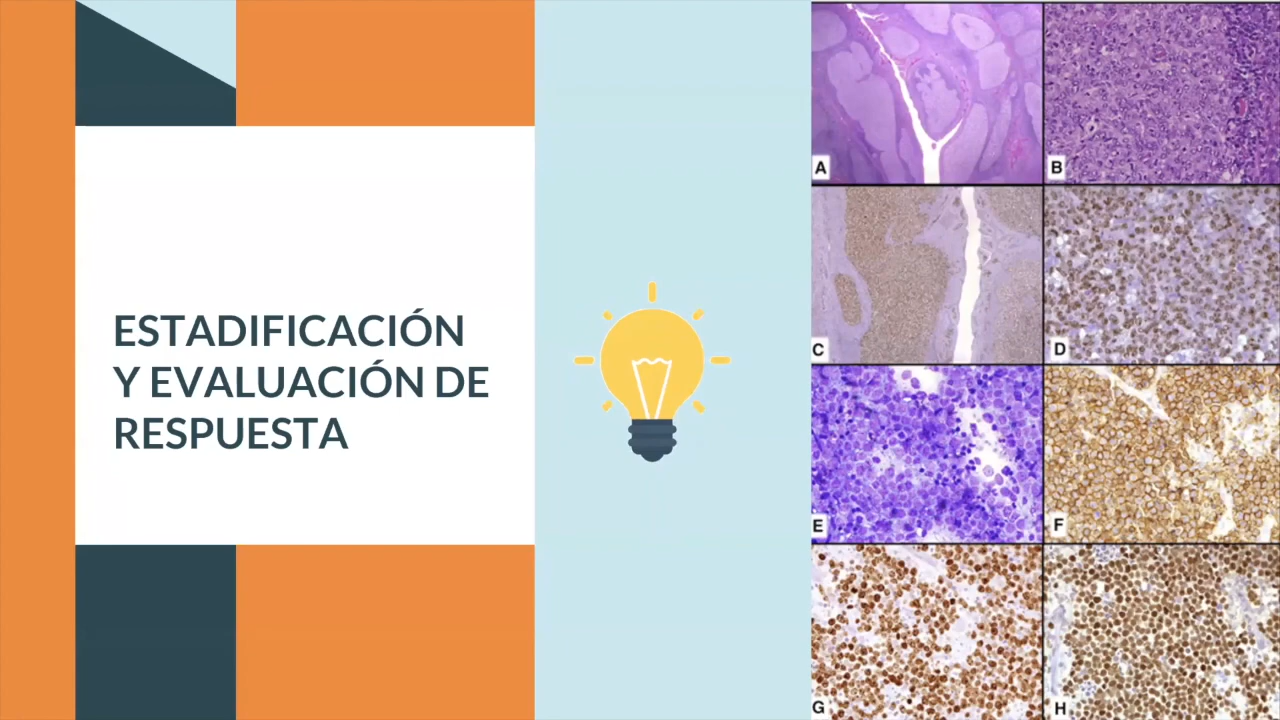 ESTADIFICACIÓN
Y EVALUACIÓN DE
RESPUESTA
A
B
C
D
E
F
G
H